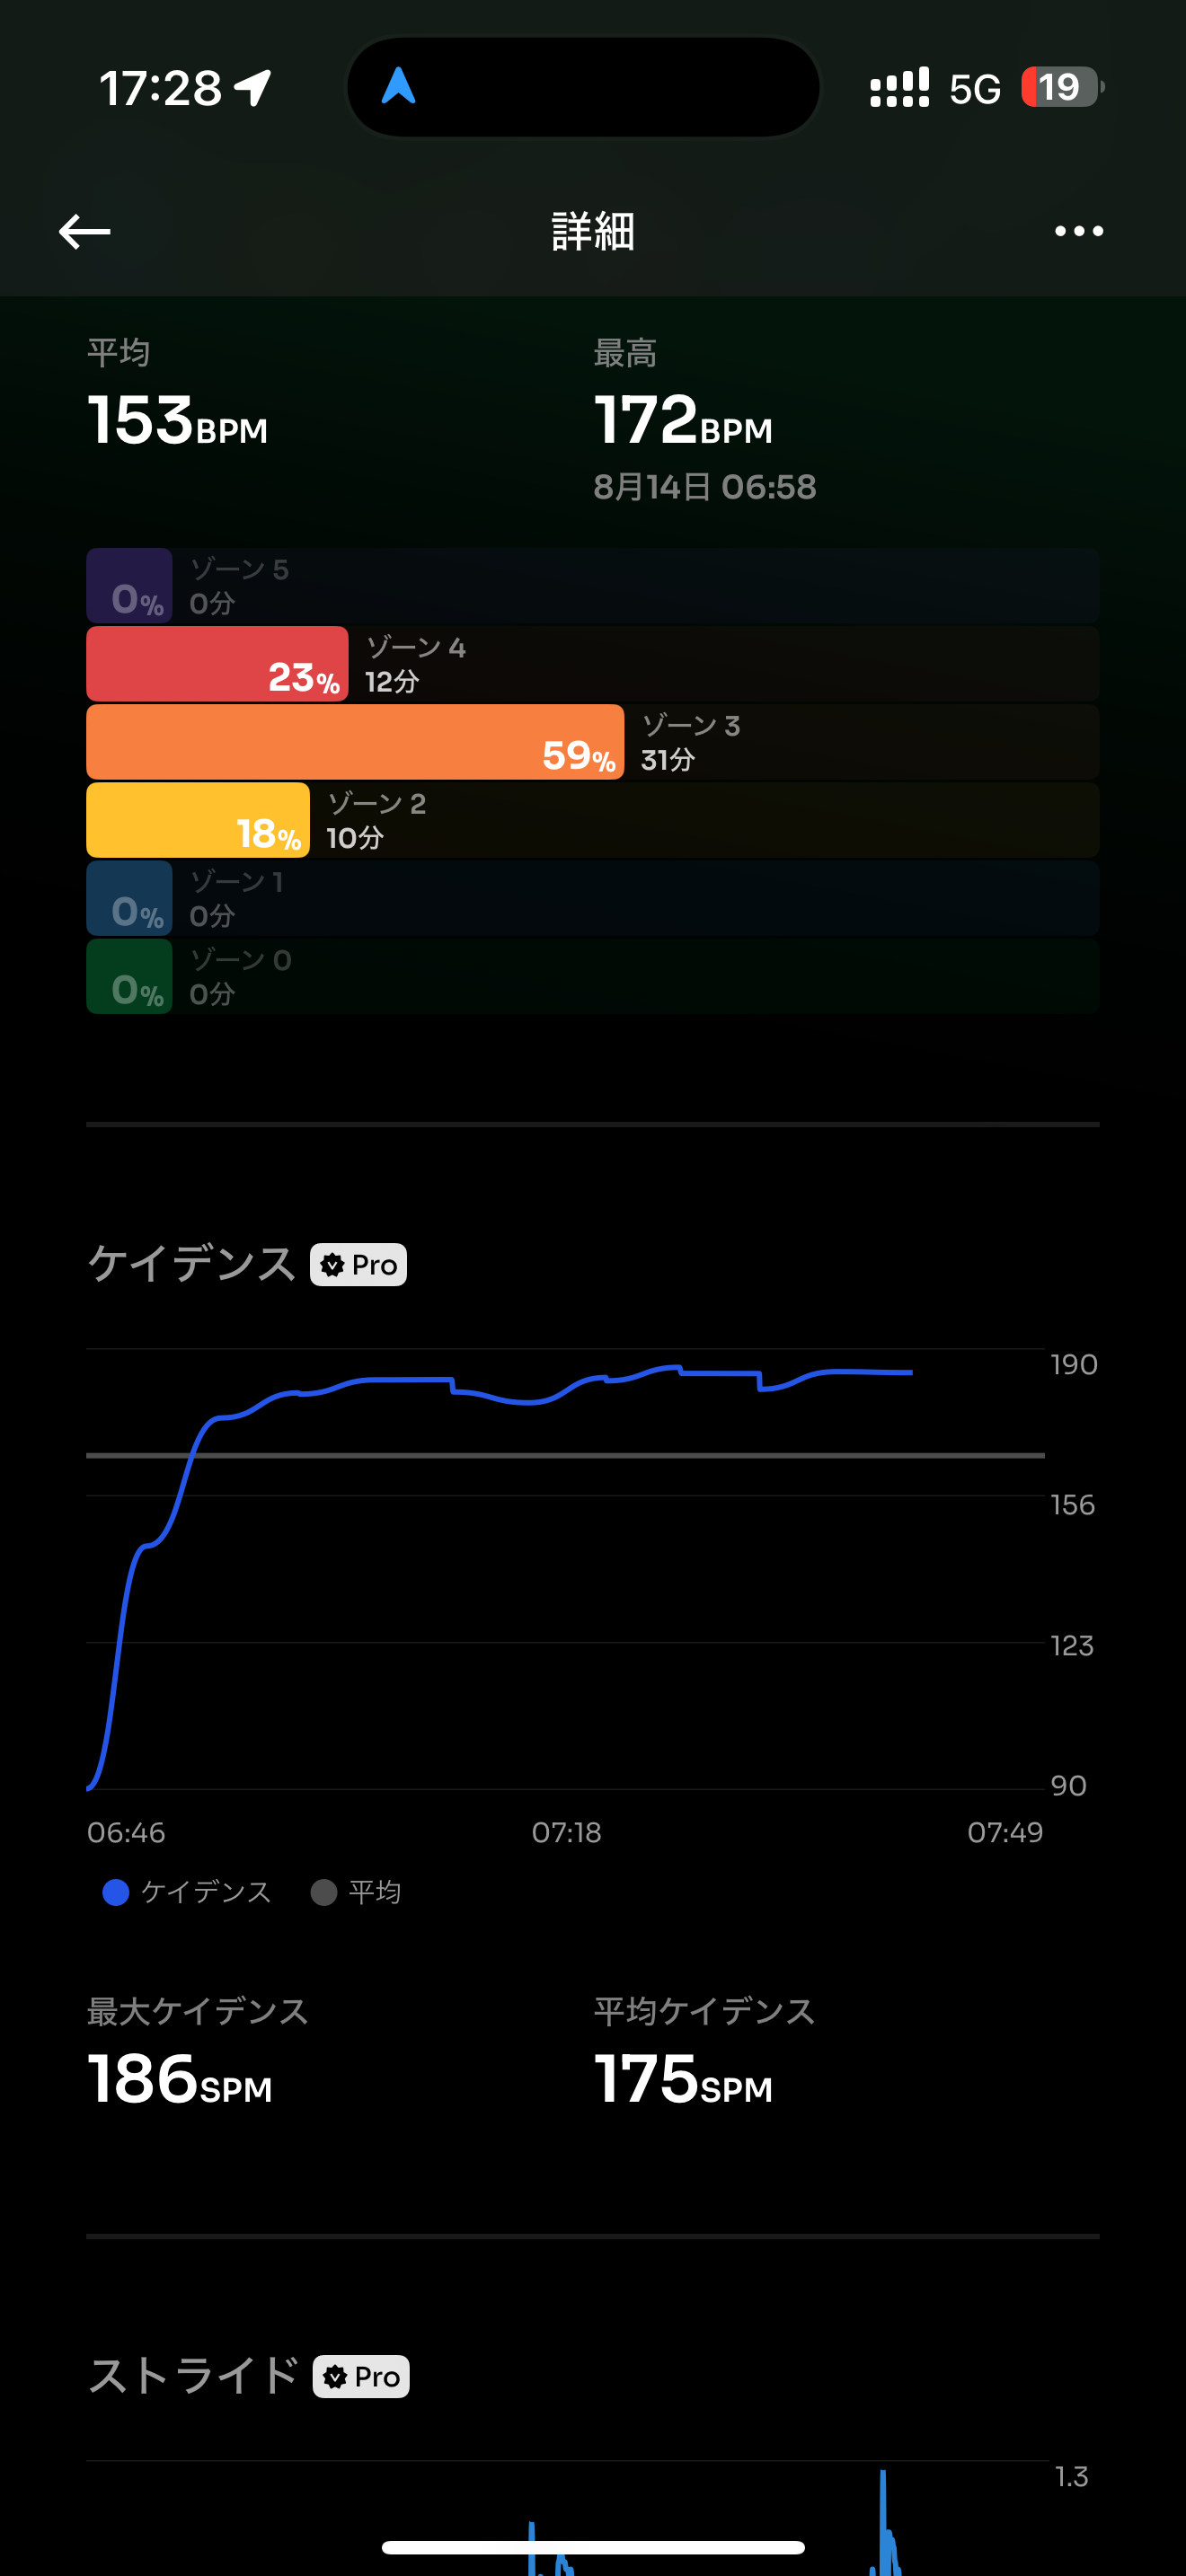 17:28 5G 19
詳細
平均 最高
153BPM 172BPM
8月14日 06:58
ゾーン 5
0% 0分
ゾーン 4
23% 12分
ゾーン 3
59% 31分
ゾーン 2
18% 10分
ゾーン 1
0% 0分
ゾーン 0
0% 0分
ケイデンス Pro
190
156
123
90
06:46 07:18 07:49
ケイデンス 平均
最大ケイデンス 平均ケイデンス
186SPM 175SPM
ストライド Pro
1.3